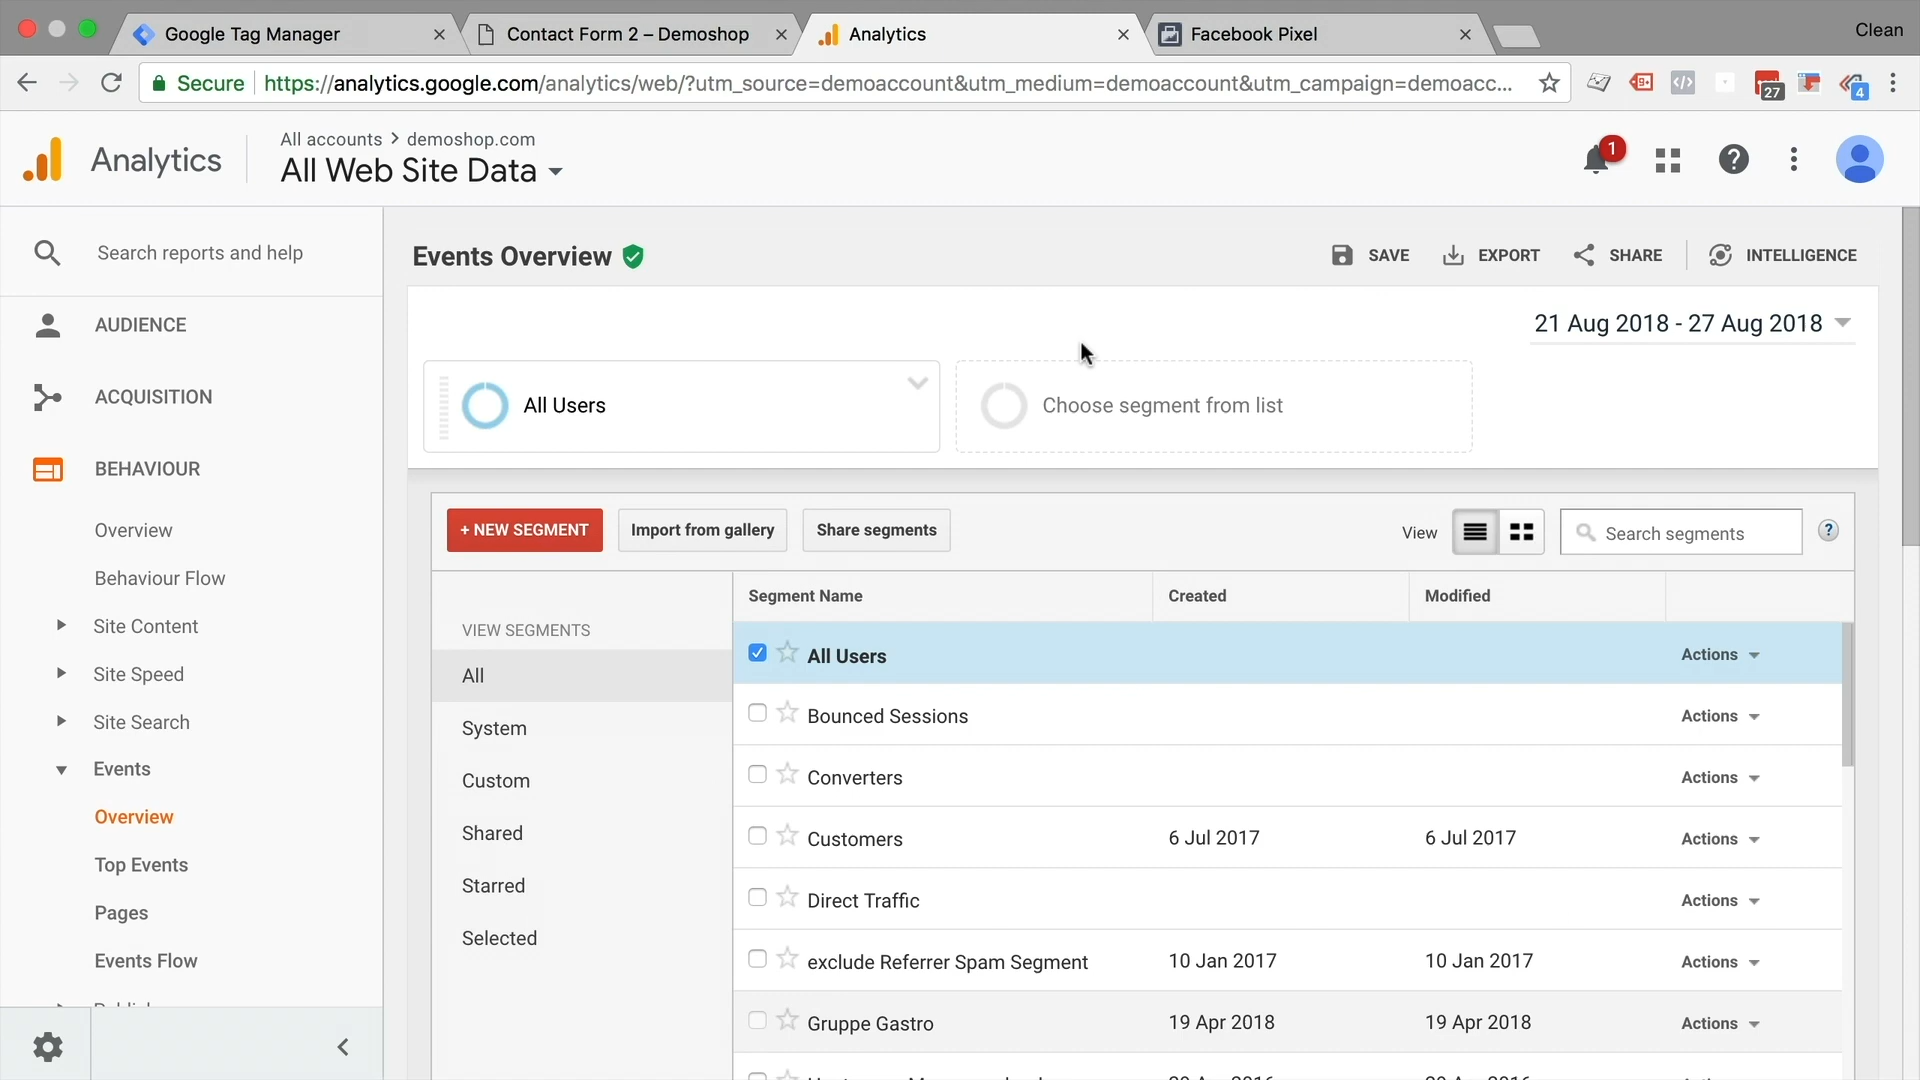 Google Tag Manager
Contact Form 2 – Demoshop
Analytics
Facebook Pixel
Clean
Secure
https://analytics.google.com/analytics/web/?utm_source=demoaccount&utm_medium=demoaccount&utm_campaign=demoacc...
27
4
Analytics
All accounts > demoshop.com
All Web Site Data
1
Search reports and help
AUDIENCE
ACQUISITION
BEHAVIOUR
Overview
Behaviour Flow
Site Content
Site Speed
Site Search
Events
Overview
Top Events
Pages
Events Flow
Events Overview
SAVE
EXPORT
SHARE
INTELLIGENCE
21 Aug 2018 - 27 Aug 2018
All Users
Choose segment from list
+ NEW SEGMENT
Import from gallery
Share segments
View
Search segments
?
VIEW SEGMENTS
All
System
Custom
Shared
Starred
Selected
Segment Name Created Modified
All Users Actions
Bounced Sessions Actions
Converters Actions
Customers 6 Jul 2017 6 Jul 2017 Actions
Direct Traffic Actions
exclude Referrer Spam Segment 10 Jan 2017 10 Jan 2017 Actions
Gruppe Gastro 19 Apr 2018 19 Apr 2018 Actions